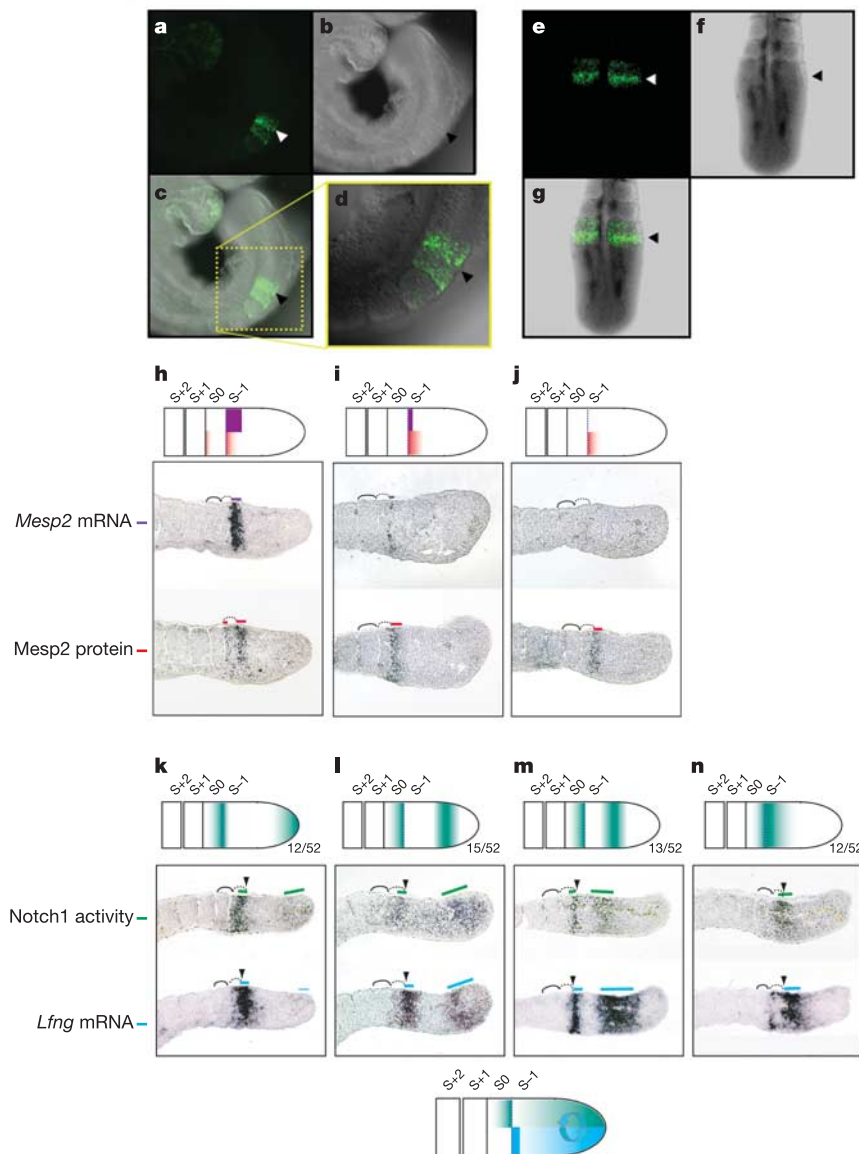 a b e f
c d g
h i j
S+2 S+1 S0 S–1 S+2 S+1 S0 S–1 S+2 S+1 S0 S–1
Mesp2 mRNA
Mesp2 protein
k l m n
S+2 S+1 S0 S–1 S+2 S+1 S0 S–1 S+2 S+1 S0 S–1 S+2 S+1 S0 S–1
12/52 15/52 13/52 12/52
Notch1 activity
Lfng mRNA
S+2 S+1 S0 S–1